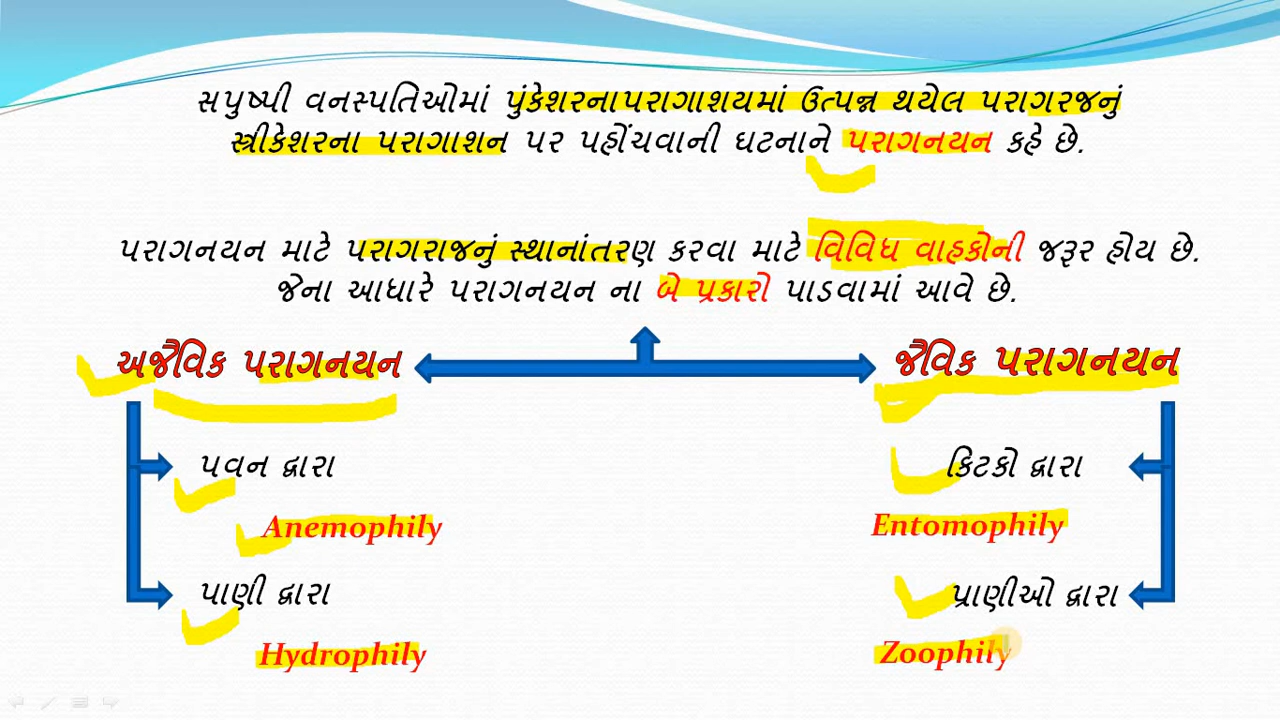 સપુષ્પી વનસ્પતિઓમાં પુંકેશરનાપરાગાશયમાં ઉત્પન્ન થયેલ પરાગરજનું
સ્ત્રીકેશરના પરાગાશન પર પહોંચવાની ઘટનાને પરાગનયન કહે છે.
પરાગનયન માટે પરાગરાજનું સ્થાનાંતરણ કરવા માટે વિવિધ વાહકોની જરૂર હોય છે.
જેના આધારે પરાગનયન ના બે પ્રકારો પાડવામાં આવે છે.
અજૈવિક પરાગનયન
જૈવિક પરાગનયન
પવન દ્વારા
કિટકો દ્વારા
Anemophily
Entomophily
પાણી દ્વારા
પ્રાણીઓ દ્વારા
Hydrophily
Zoophily